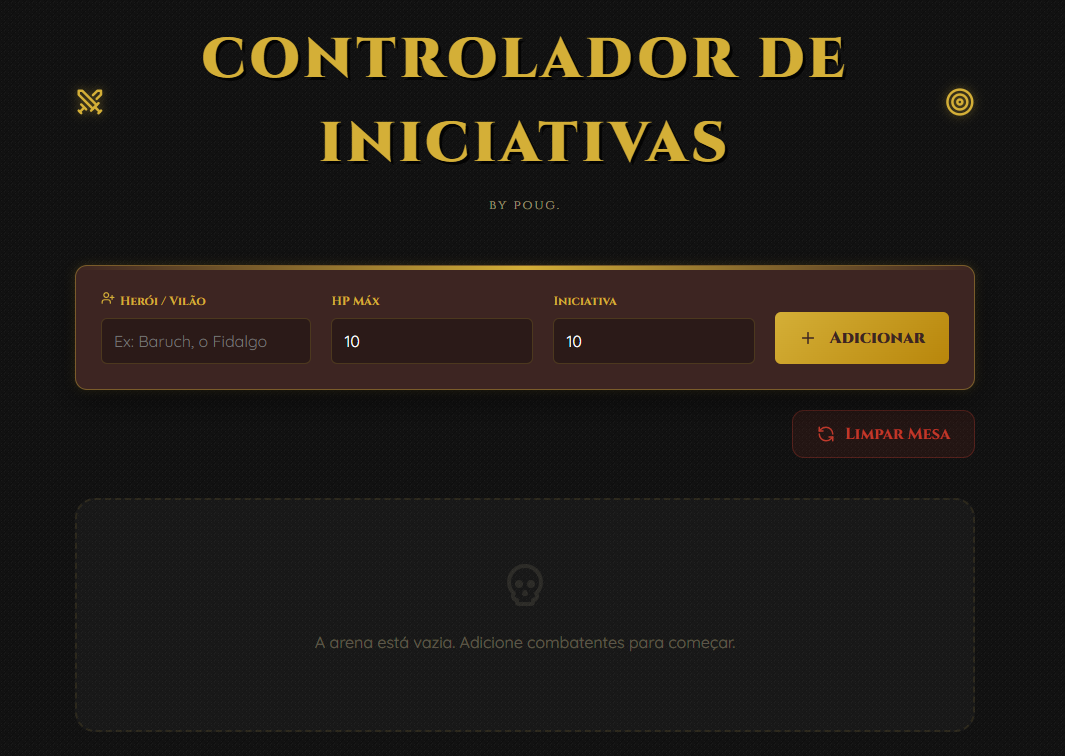 CONTROLADOR DE
INICIATIVAS
BY POUG.
Herói / Vilão
HP Máx
Iniciativa
Ex: Baruch, o Fidalgo
10
10
Adicionar
Limpar Mesa
A arena está vazia. Adicione combatentes para começar.